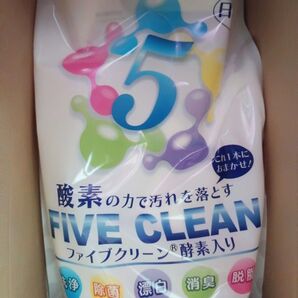 5
これ1本に
おまかせ!
酸素の力で汚れを落とす
FIVE CLEAN
ファイブクリーン®酵素入り
除菌
漂白
消臭